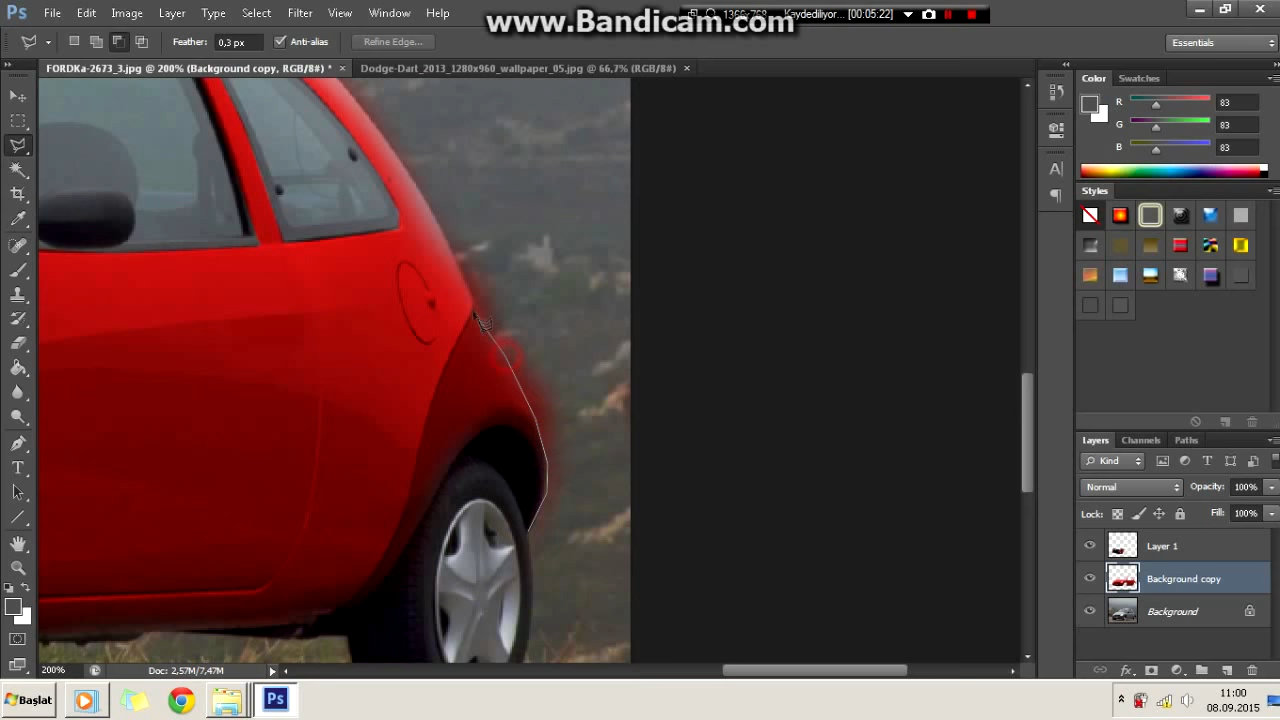 Ps File Edit Image Layer Type Select Filter 3D View Window Help
www.Bandicam.com
1366x768 Kaydediliyor... [00:05:22]
Feather: 0,3 px Anti-alias Refine Edge... Essentials
FORDKa-2673_3.jpg @ 200% (Background copy, RGB/8#) * × Dodge-Dart_2013_1280x960_wallpaper_05.jpg @ 66,7% (RGB/8#) ×
Color Swatches
R 83
G 83
B 83
Styles
Layers Channels Paths
Kind
Normal Opacity: 100%
Lock: Fill: 100%
Layer 1
Background copy
Background
200% Doc: 2,57M/7,47M
Başlat Ps
11:00
08.09.2015